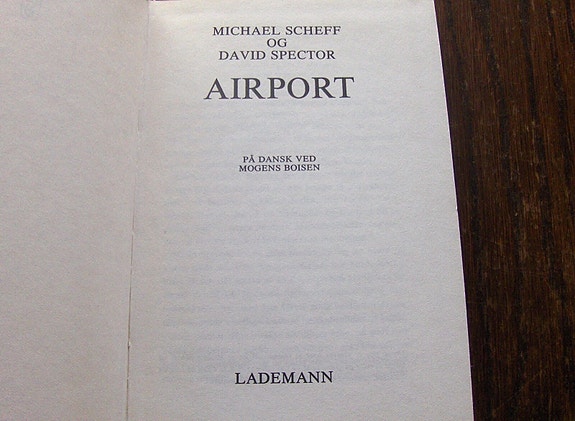 MICHAEL SCHEFF
OG
DAVID SPECTOR
AIRPORT
PÅ DANSK VED
MOGENS BOISEN
LADEMANN